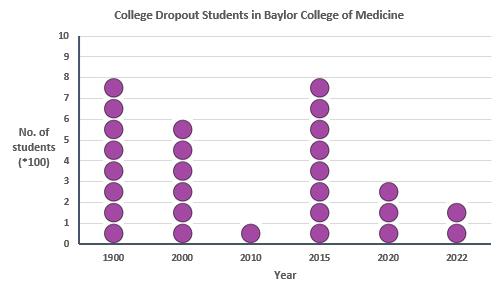 College Dropout Students in Baylor College of Medicine
10
9
8
7
6
5
4
3
2
1
0
No. of
students
(*100)
1900 2000 2010 2015 2020 2022
Year